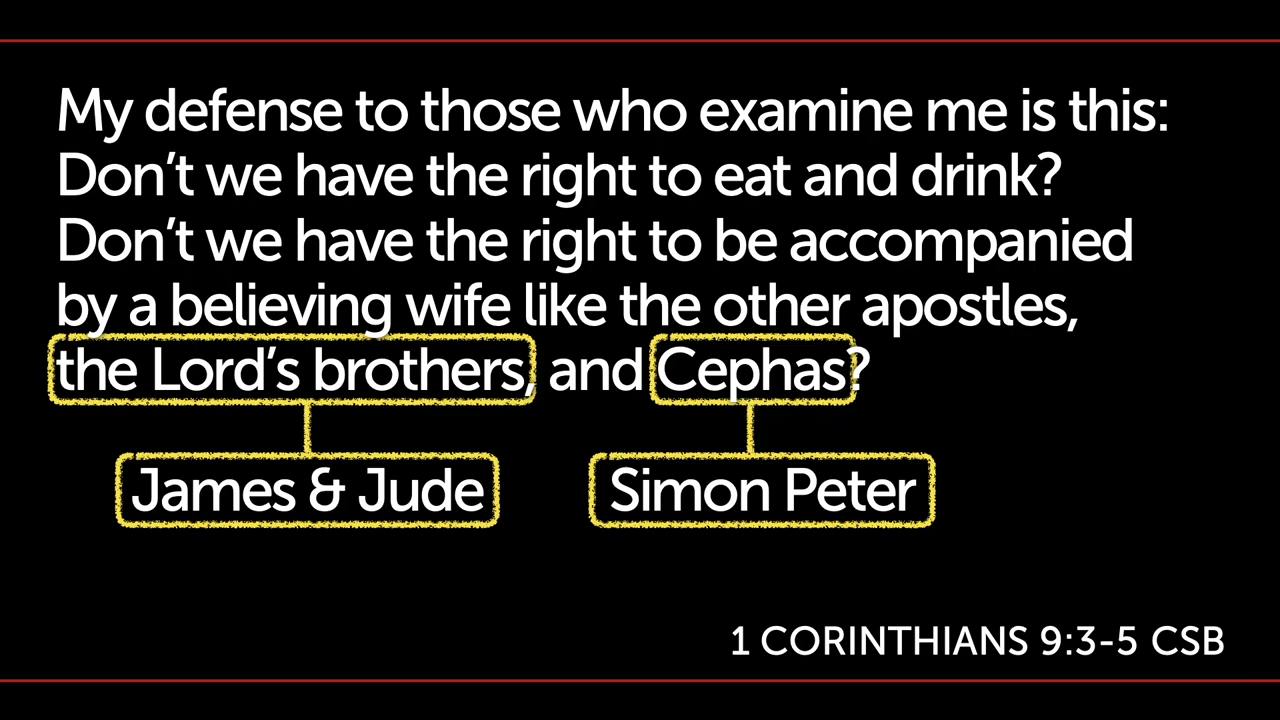 My defense to those who examine me is this:
Don’t we have the right to eat and drink?
Don’t we have the right to be accompanied
by a believing wife like the other apostles,
the Lord’s brothers, and Cephas?
James & Jude
Simon Peter
1 CORINTHIANS 9:3-5 CSB